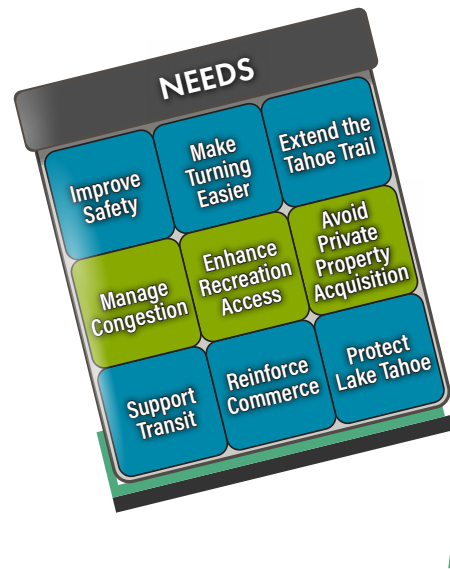 NEEDS
Improve
Safety
Make
Turning
Easier
Extend the
Tahoe Trail
Manage
Congestion
Enhance
Recreation
Access
Avoid
Private
Property
Acquisition
Support
Transit
Reinforce
Commerce
Protect
Lake Tahoe